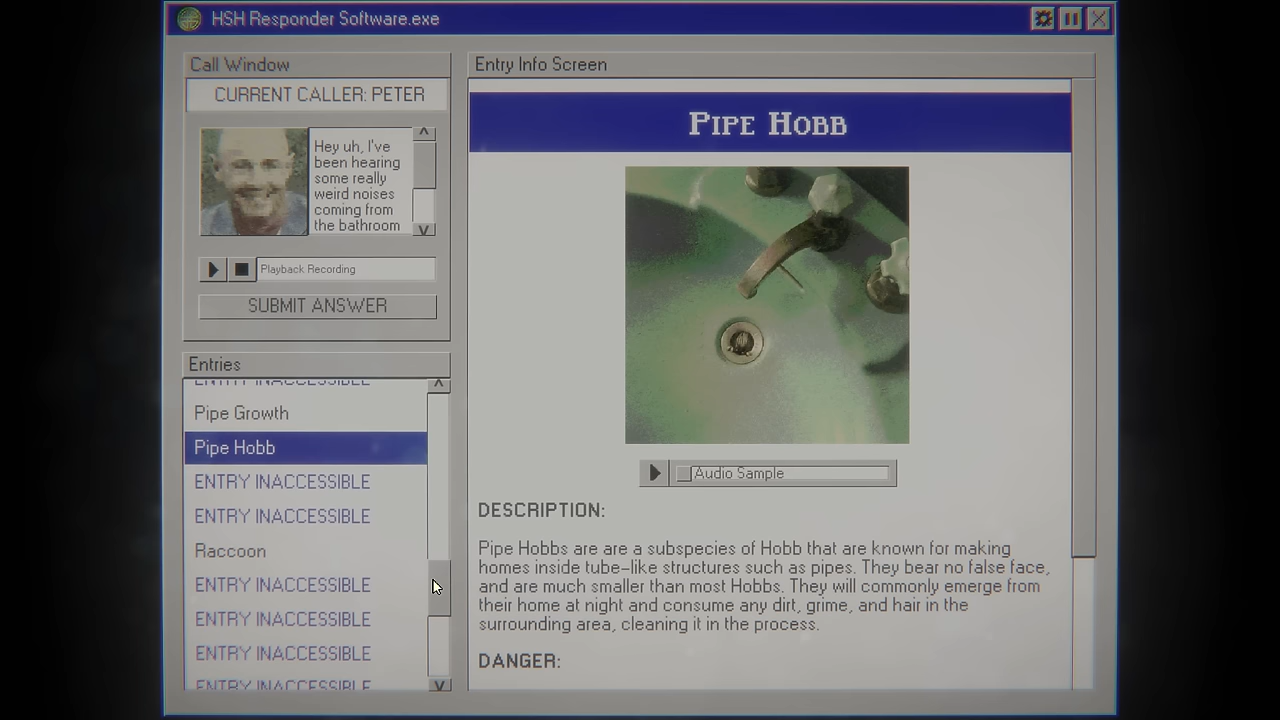 HSH Responder Software.exe
Call Window
CURRENT CALLER: PETER
Hey uh, I've
been hearing
some really
weird noises
coming from
the bathroom
Playback Recording
SUBMIT ANSWER
Entries
ENTRY INACCESSIBLE
Pipe Growth
Pipe Hobb
ENTRY INACCESSIBLE
ENTRY INACCESSIBLE
Raccoon
ENTRY INACCESSIBLE
ENTRY INACCESSIBLE
ENTRY INACCESSIBLE
ENTRY INACCESSIBLE
Entry Info Screen
PIPE HOBB
Audio Sample
DESCRIPTION:
Pipe Hobbs are are a subspecies of Hobb that are known for making
homes inside tube-like structures such as pipes. They bear no false face,
and are much smaller than most Hobbs. They will commonly emerge from
their home at night and consume any dirt, grime, and hair in the
surrounding area, cleaning it in the process.
DANGER: